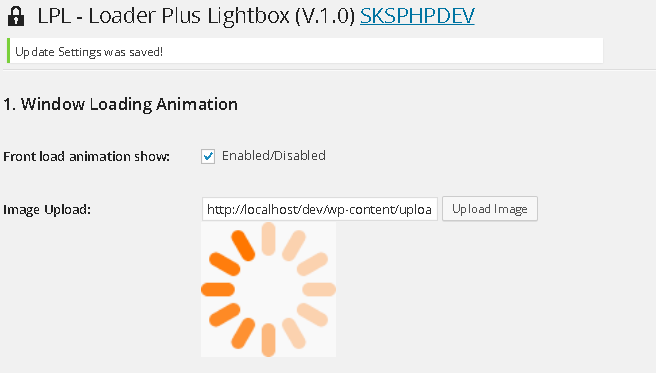 LPL - Loader Plus Lightbox (V.1.0) SKSPHPDEV
Update Settings was saved!
1. Window Loading Animation
Front load animation show: Enabled/Disabled
Image Upload: http://localhost/dev/wp-content/uploa Upload Image